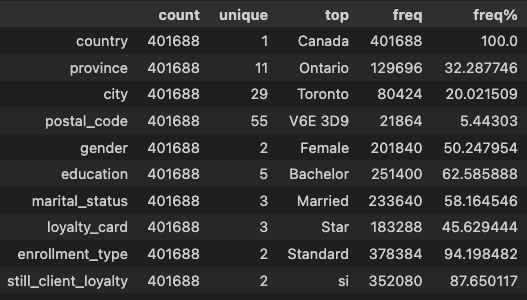 count unique top freq freq%
country 401688 1 Canada 401688 100.0
province 401688 11 Ontario 129696 32.287746
city 401688 29 Toronto 80424 20.021509
postal_code 401688 55 V6E 3D9 21864 5.44303
gender 401688 2 Female 201840 50.247954
education 401688 5 Bachelor 251400 62.585888
marital_status 401688 3 Married 233640 58.164546
loyalty_card 401688 3 Star 183288 45.629444
enrollment_type 401688 2 Standard 378384 94.198482
still_client_loyalty 401688 2 si 352080 87.650117